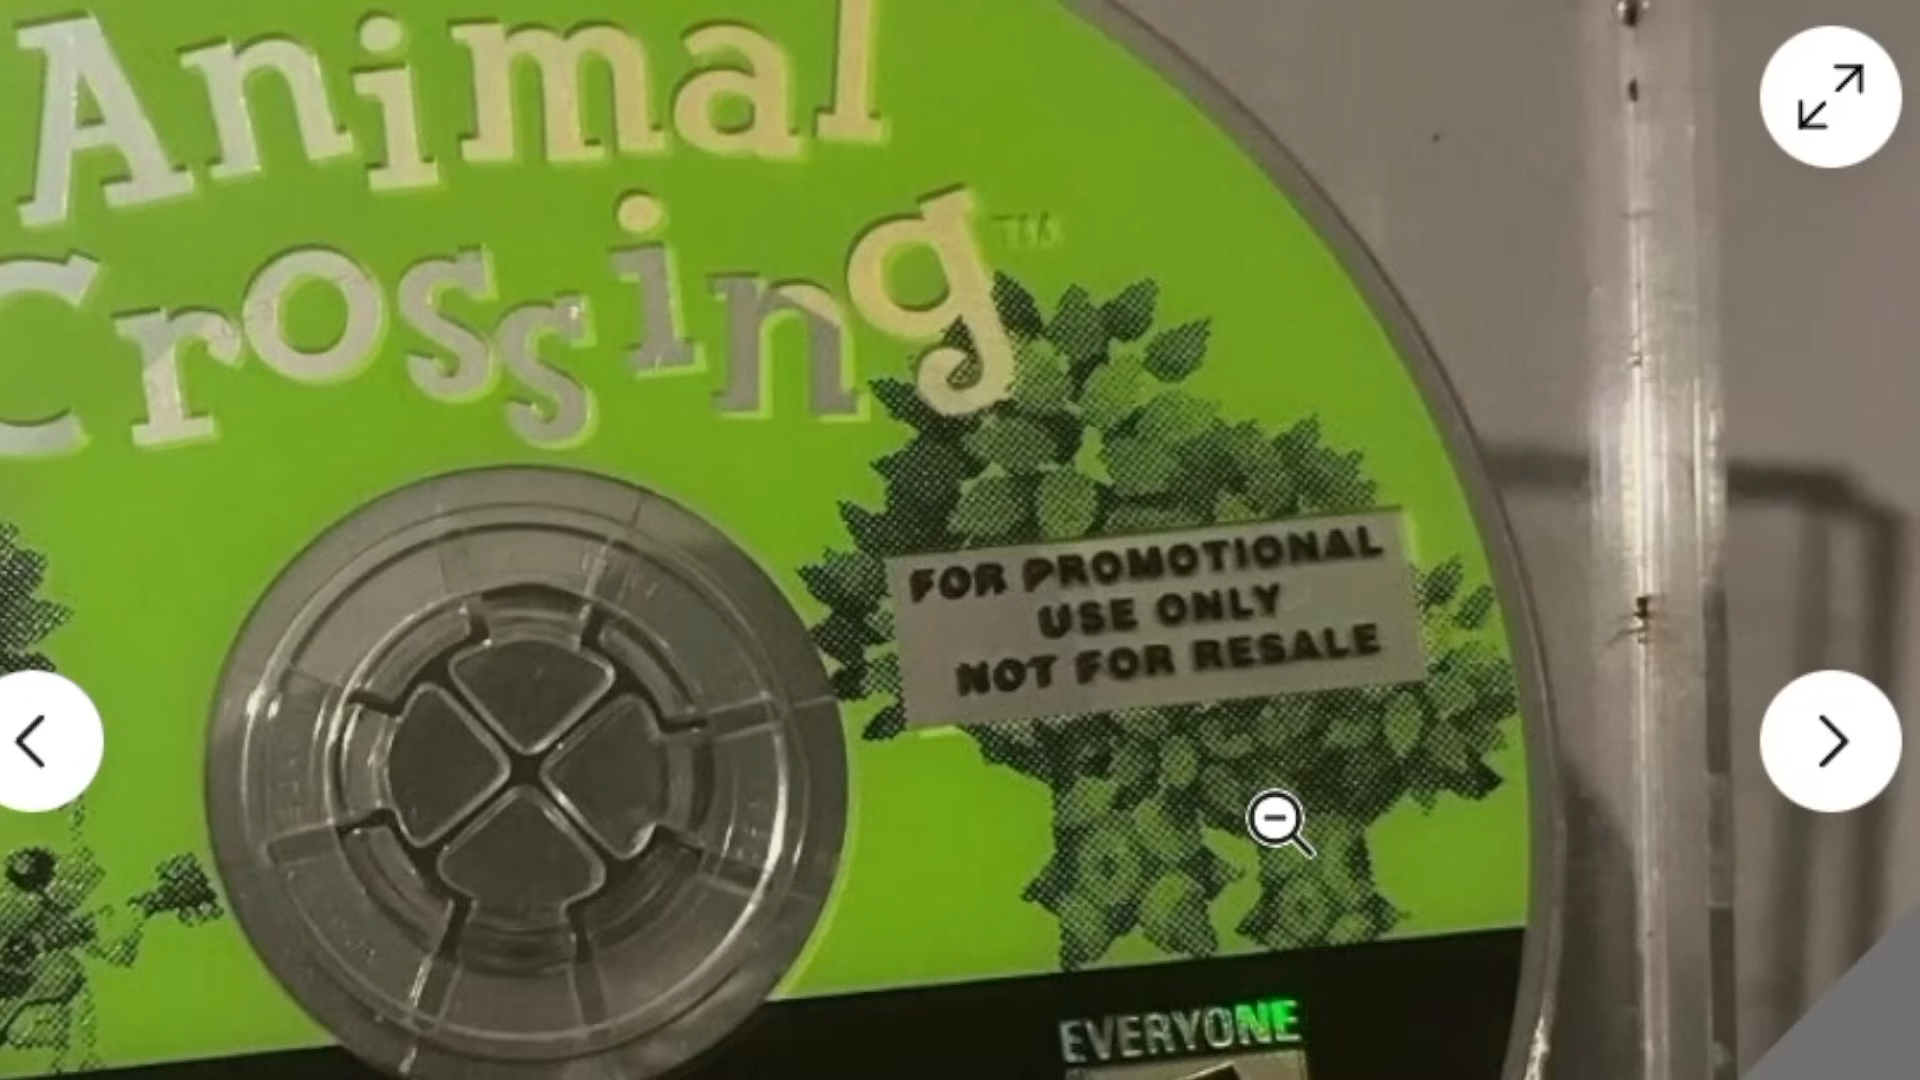 Animal
Crossing™
FOR PROMOTIONAL
USE ONLY
NOT FOR RESALE
EVERYONE